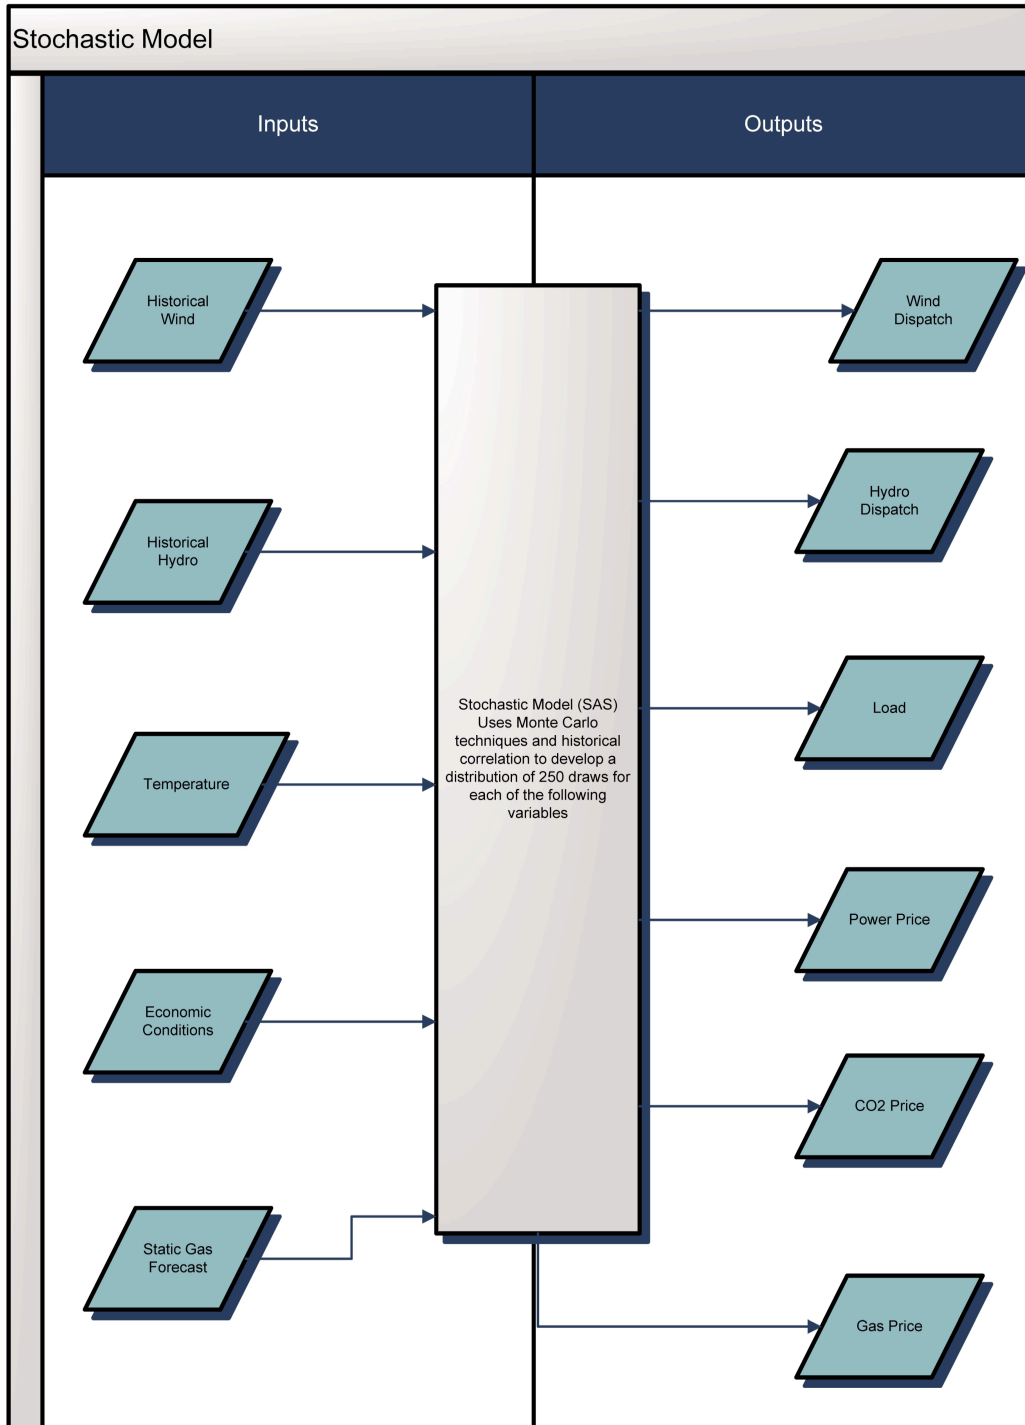 Stochastic Model
Inputs
Outputs
Historical
Wind
Historical
Hydro
Temperature
Economic
Conditions
Static Gas
Forecast
Stochastic Model (SAS)
Uses Monte Carlo
techniques and historical
correlation to develop a
distribution of 250 draws for
each of the following
variables
Wind
Dispatch
Hydro
Dispatch
Load
Power Price
CO2 Price
Gas Price